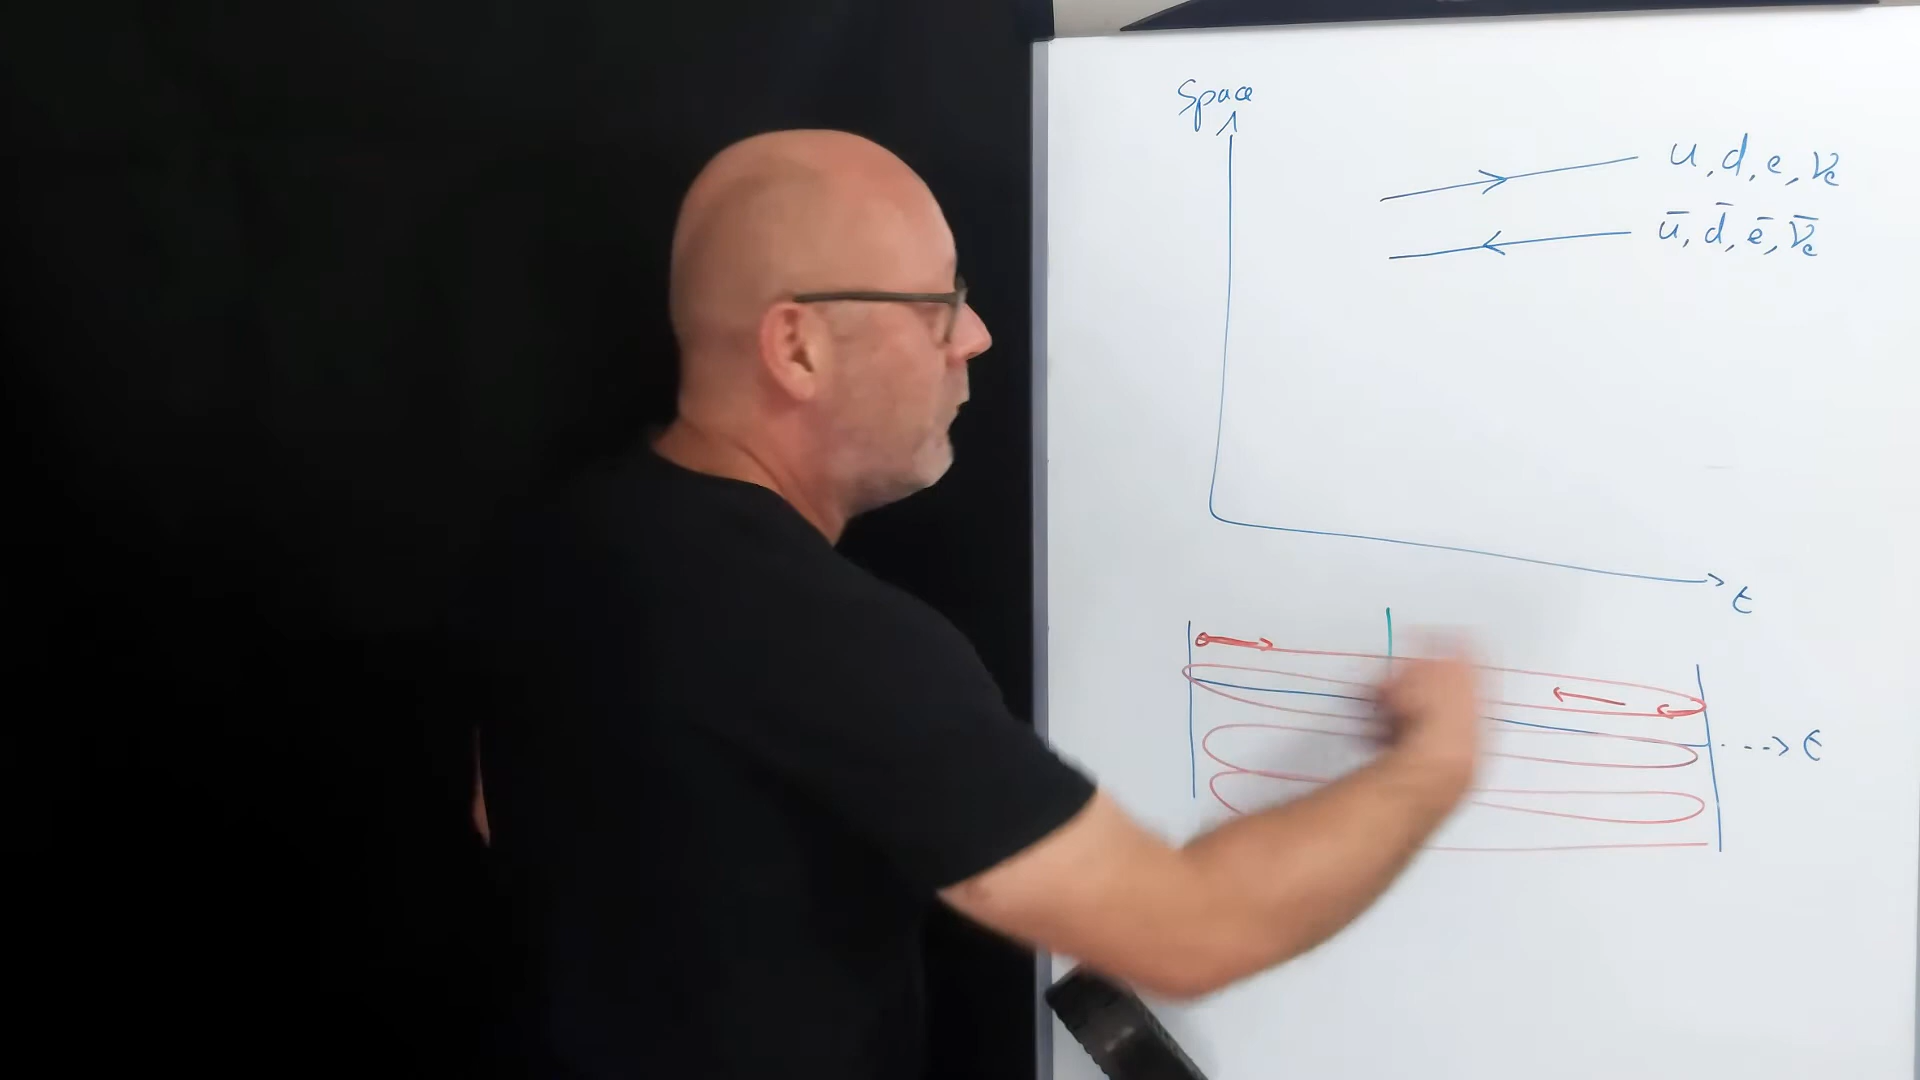 Space
u, d, e, νe
ū, d̄, ē, ν̄e
t
t